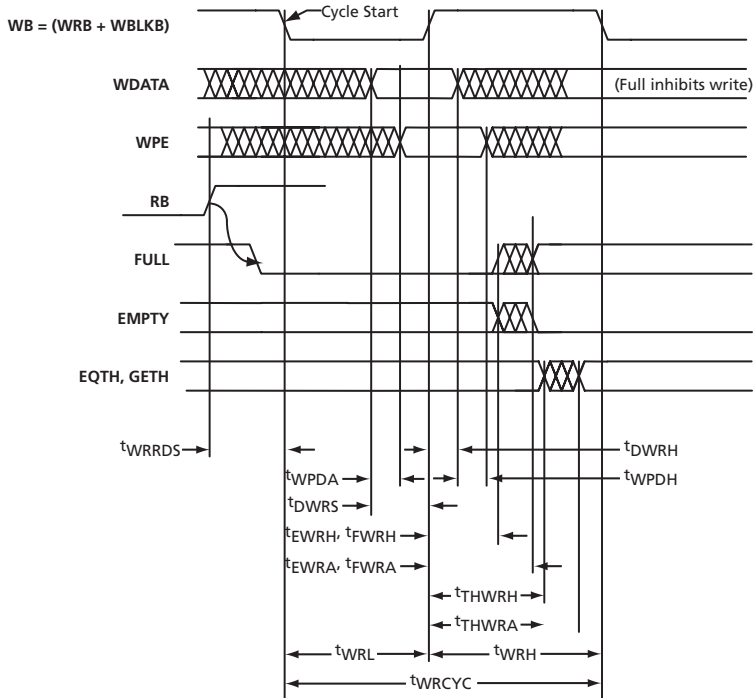 Cycle Start
WB = (WRB + WBLKB)
WDATA
(Full inhibits write)
WPE
RB
FULL
EMPTY
EQTH, GETH
tWRRDS
tDWRH
tWPDA
tWPDH
tDWRS
tEWRH, tFWRH
tEWRA, tFWRA
tTHWRH
tTHWRA
tWRL
tWRH
tWRCYC